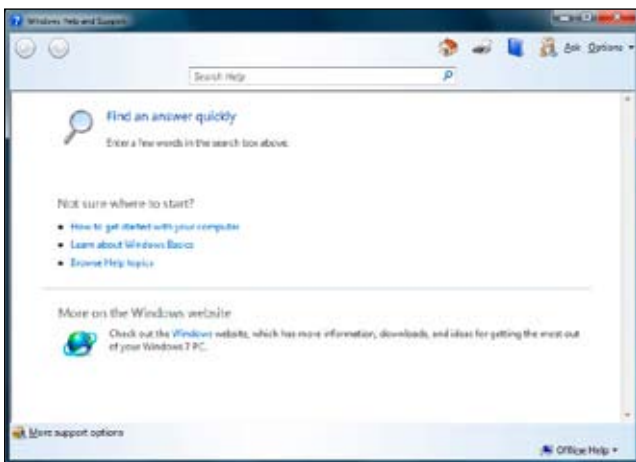 Windows Help and Support
Ask Options
Search Help
Find an answer quickly
Enter a few words in the search box above.
Not sure where to start?
How to get started with your computer
Learn about Windows Basics
Browse Help topics
More on the Windows website
Check out the Windows website, which has more information, downloads, and ideas for getting the most out
of your Windows 7 PC.
More support options
Office Help